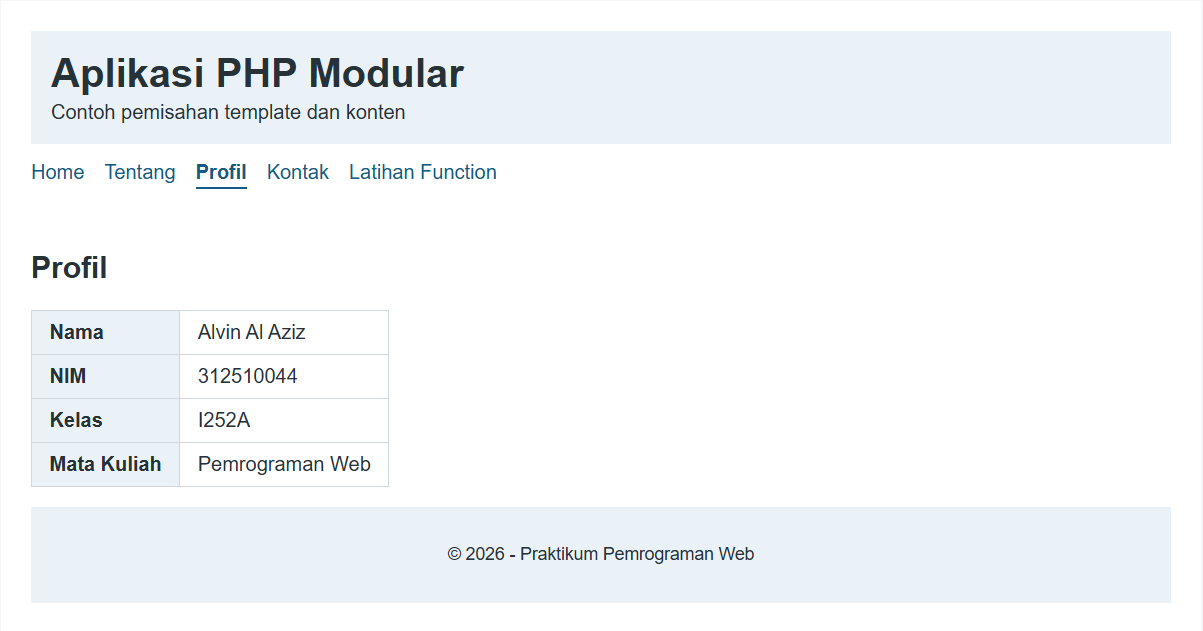 Aplikasi PHP Modular
Contoh pemisahan template dan konten
Home Tentang Profil Kontak Latihan Function
Profil
Nama Alvin Al Aziz
NIM 312510044
Kelas I252A
Mata Kuliah Pemrograman Web
© 2026 - Praktikum Pemrograman Web